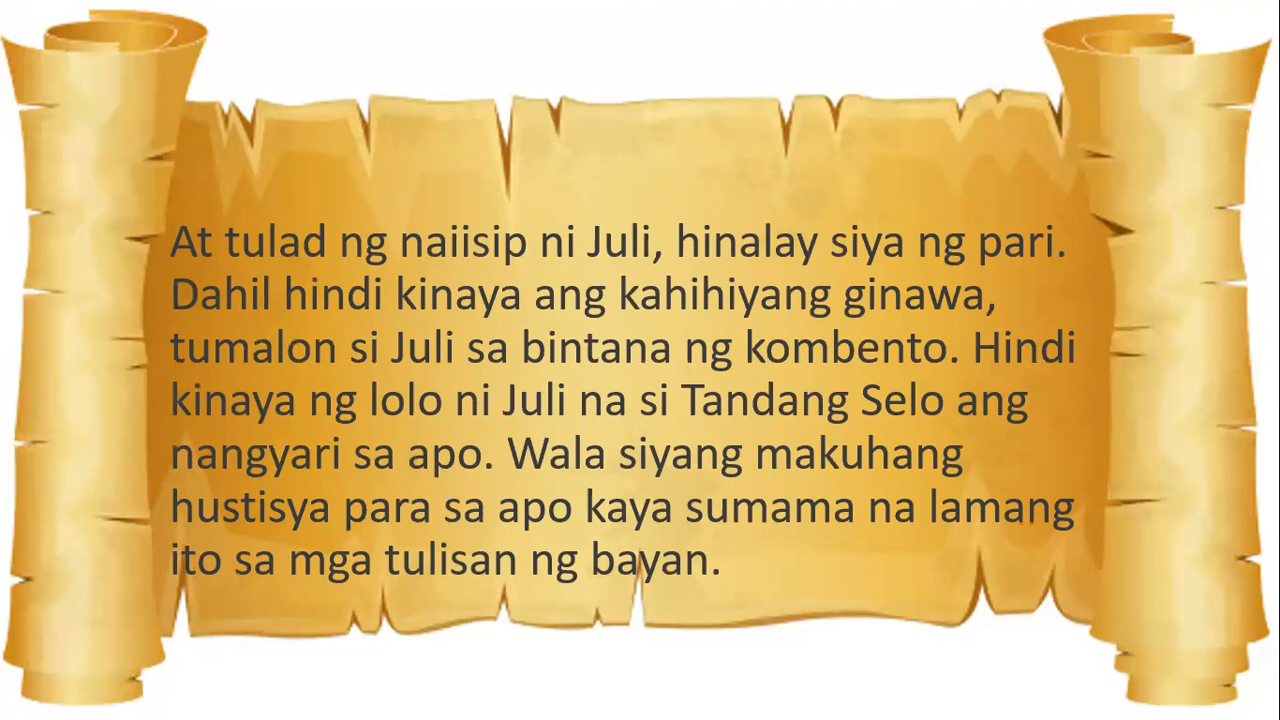 At tulad ng naiisip ni Juli, hinalay siya ng pari.
Dahil hindi kinaya ang kahihiyang ginawa,
tumalon si Juli sa bintana ng kombento. Hindi
kinaya ng lolo ni Juli na si Tandang Selo ang
nangyari sa apo. Wala siyang makuhang
hustisya para sa apo kaya sumama na lamang
ito sa mga tulisan ng bayan.